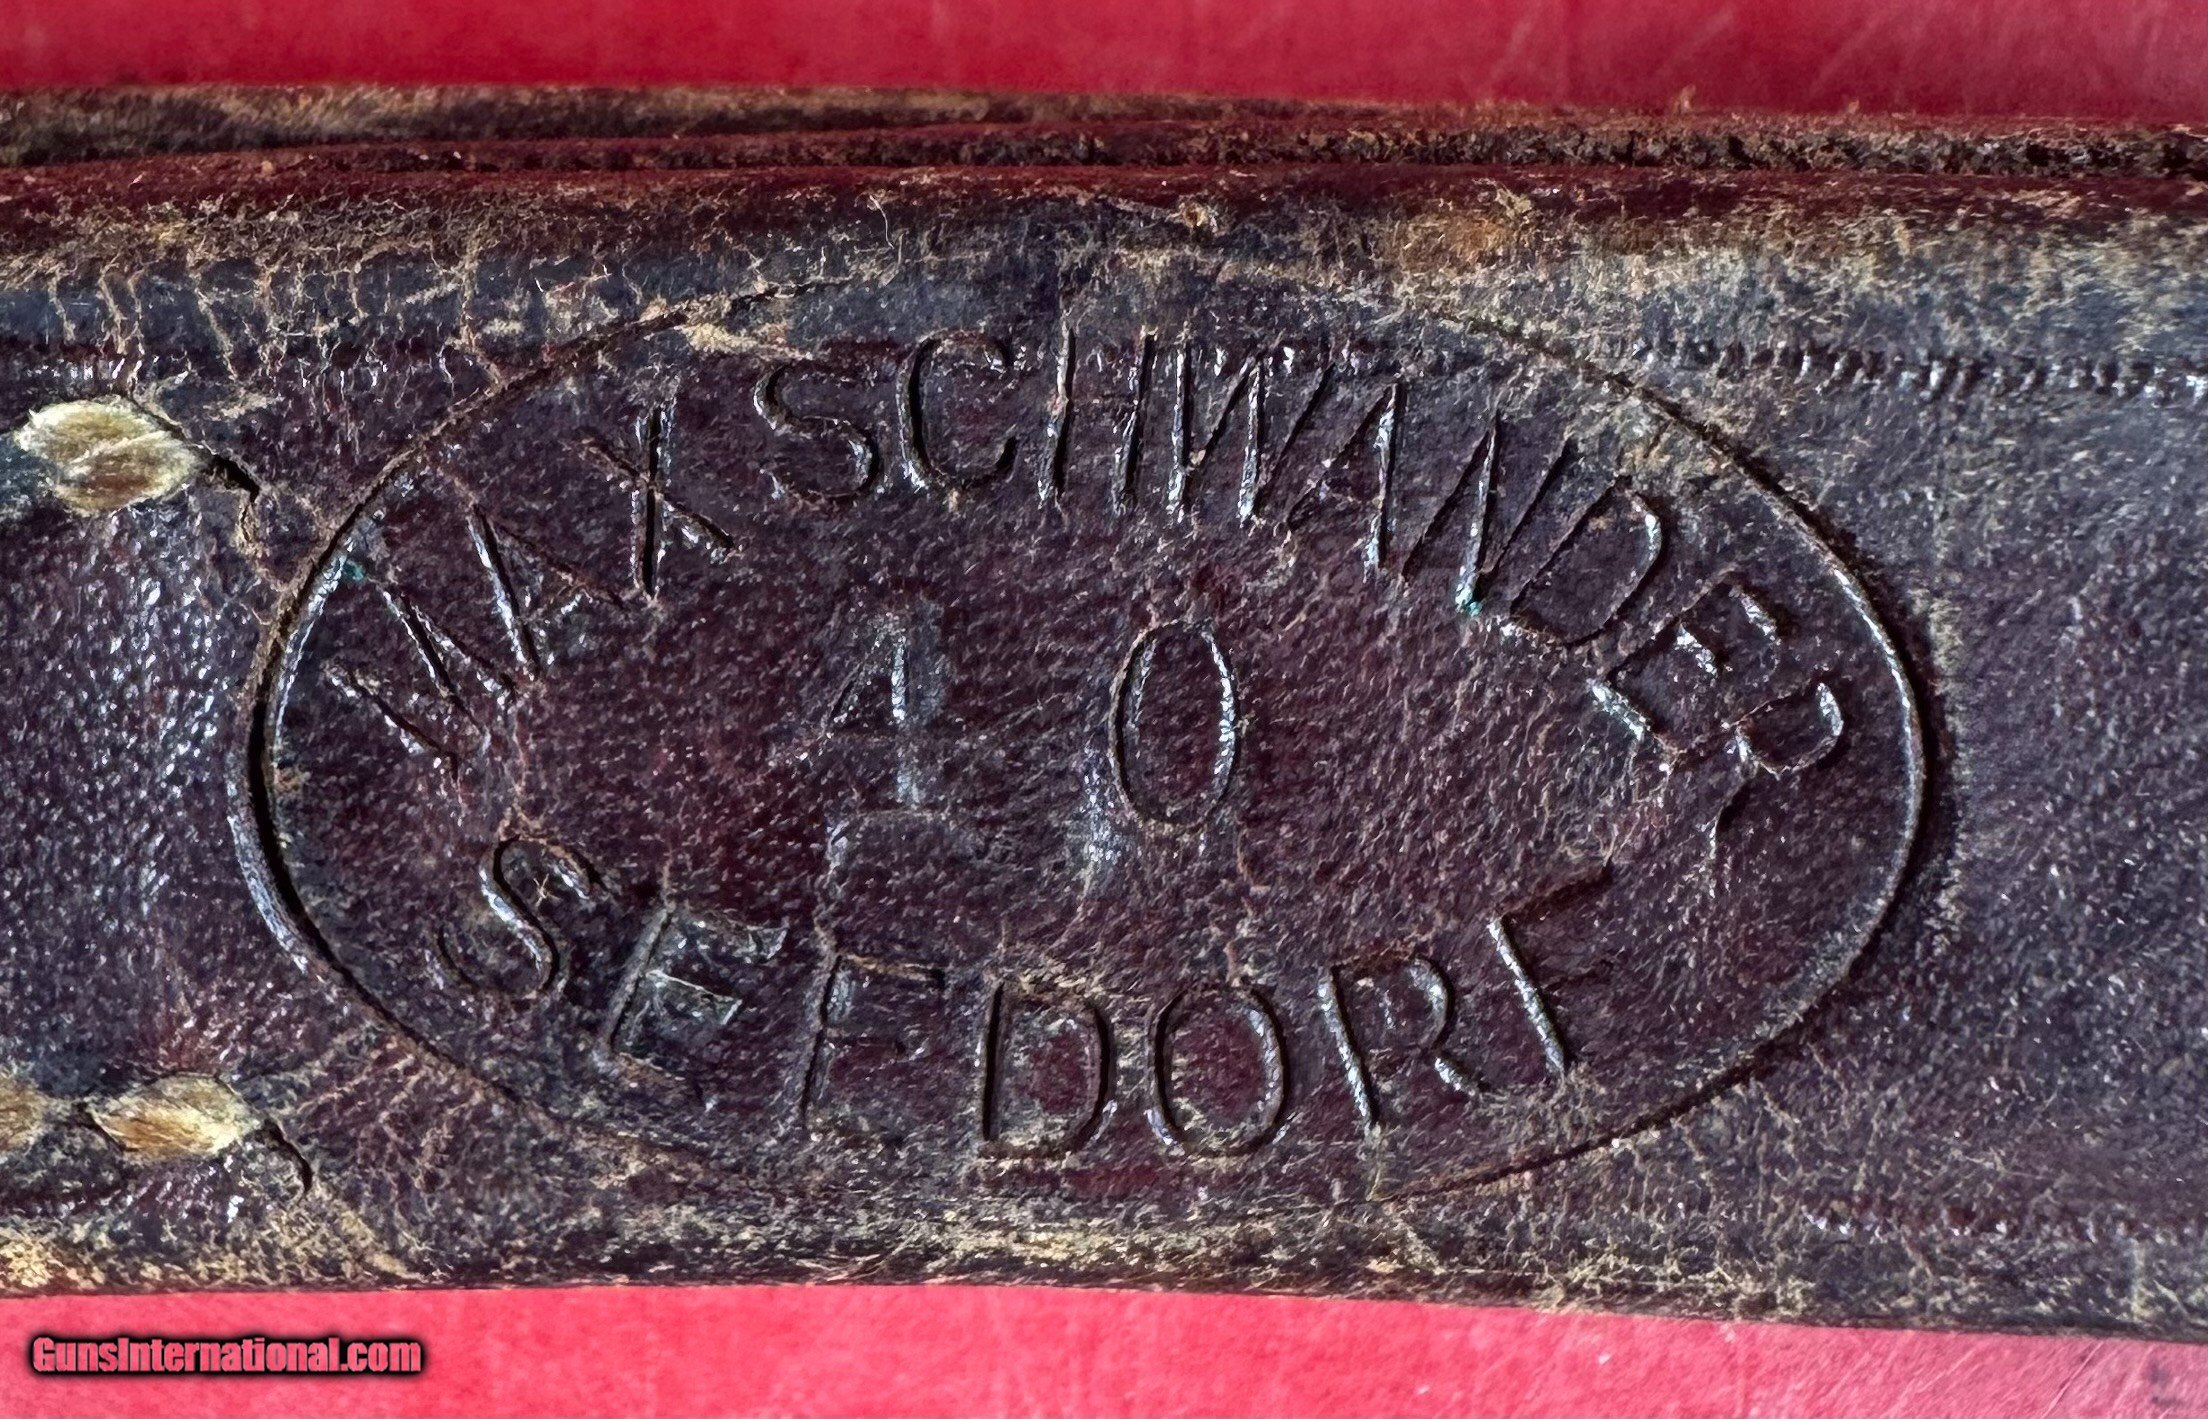 MAX SCHWANDER
40
SEEDORF
GunsInternational.com